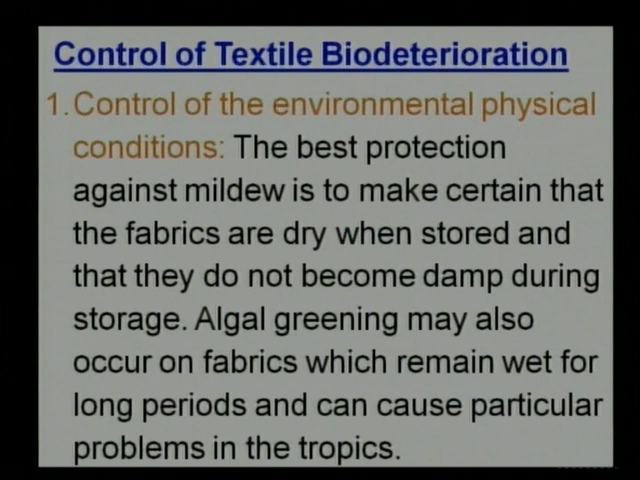 Control of Textile Biodeterioration
1. Control of the environmental physical
conditions: The best protection
against mildew is to make certain that
the fabrics are dry when stored and
that they do not become damp during
storage. Algal greening may also
occur on fabrics which remain wet for
long periods and can cause particular
problems in the tropics.